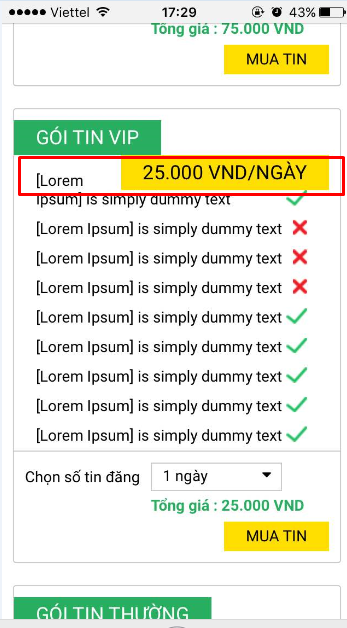 Viettel 17:29 43%
Tổng giá : 75.000 VND
MUA TIN
GÓI TIN VIP
25.000 VND/NGÀY
[Lorem
Ipsum] is simply dummy text
[Lorem Ipsum] is simply dummy text
[Lorem Ipsum] is simply dummy text
[Lorem Ipsum] is simply dummy text
[Lorem Ipsum] is simply dummy text
[Lorem Ipsum] is simply dummy text
[Lorem Ipsum] is simply dummy text
[Lorem Ipsum] is simply dummy text
[Lorem Ipsum] is simply dummy text
Chọn số tin đăng 1 ngày
Tổng giá : 25.000 VND
MUA TIN
GÓI TIN THƯỜNG